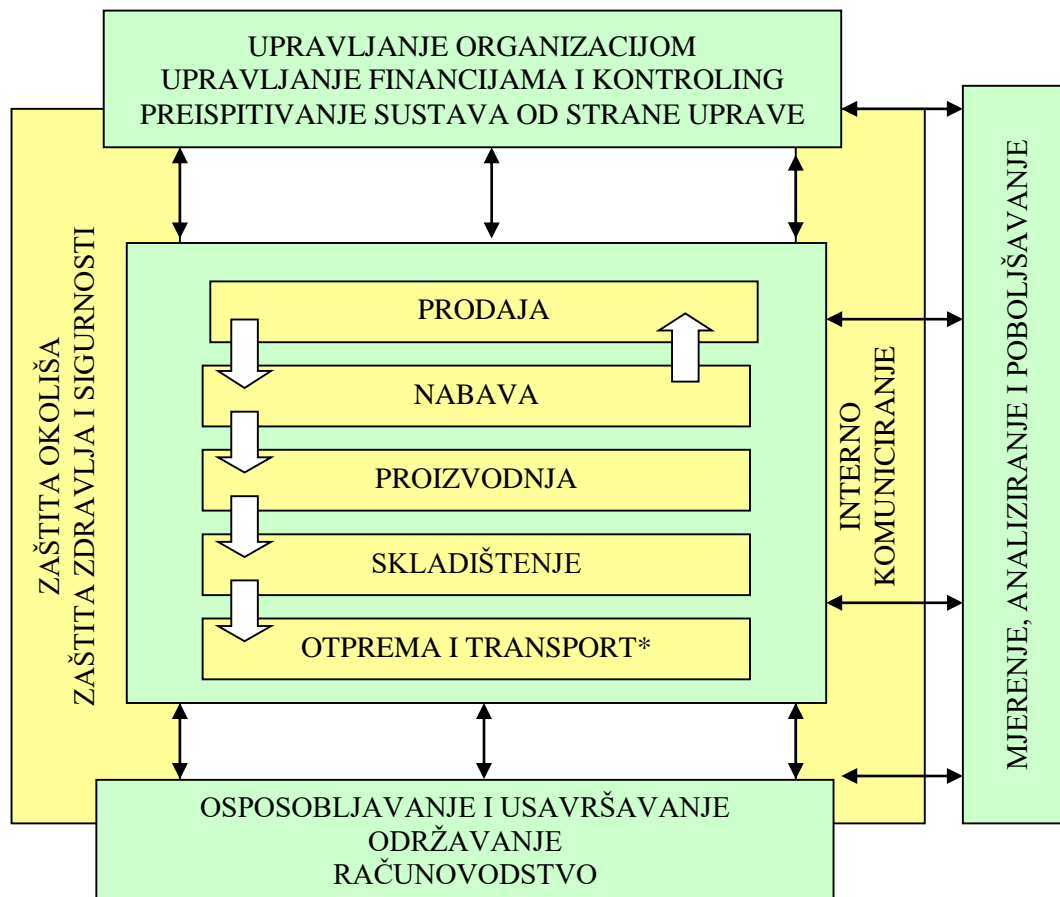 UPRAVLJANJE ORGANIZACIJOM
UPRAVLJANJE FINANCIJAMA I KONTROLING
PREISPITIVANJE SUSTAVA OD STRANE UPRAVE
ZAŠTITA OKOLIŠA
ZAŠTITA ZDRAVLJA I SIGURNOSTI
PRODAJA
NABAVA
PROIZVODNJA
SKLADIŠTENJE
OTPREMA I TRANSPORT*
INTERNO
KOMUNICIRANJE
MJERENJE, ANALIZIRANJE I POBOLJŠAVANJE
OSPOSOBLJAVANJE I USAVRŠAVANJE
ODRŽAVANJE
RAČUNOVODSTVO